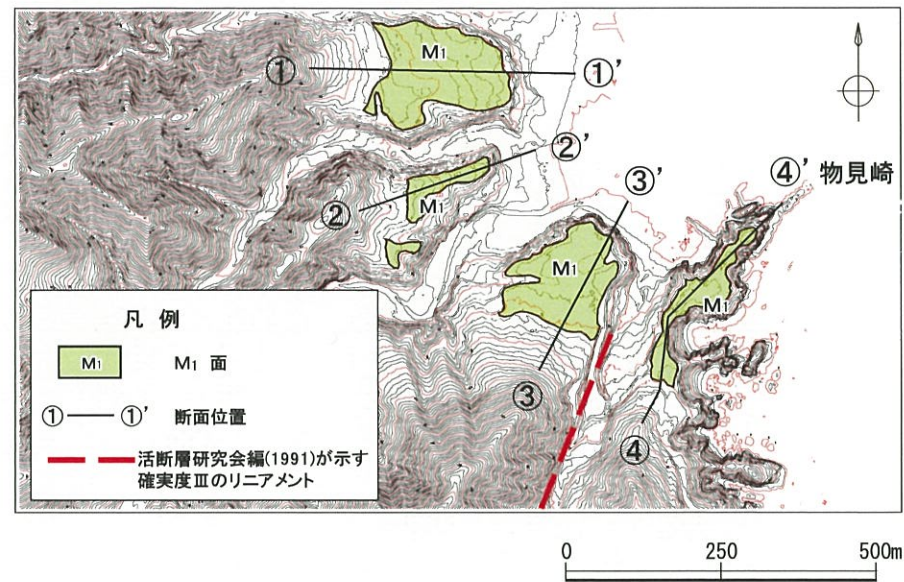 M1
① ①'
②'
③'
④' 物見崎
②
M1
M1
M1
③
④
凡 例
M1 M1 面
① ①' 断面位置
活断層研究会編(1991)が示す
確実度Ⅲのリニアメント
0 250 500m